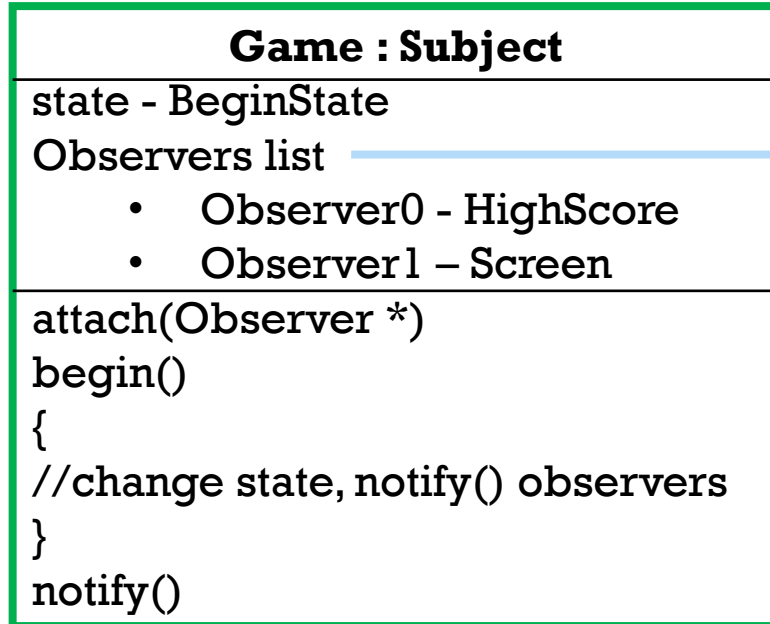 Game : Subject
state - BeginState
Observers list
• Observer0 - HighScore
• Observer1 – Screen
attach(Observer *)
begin()
{
//change state, notify() observers
}
notify()